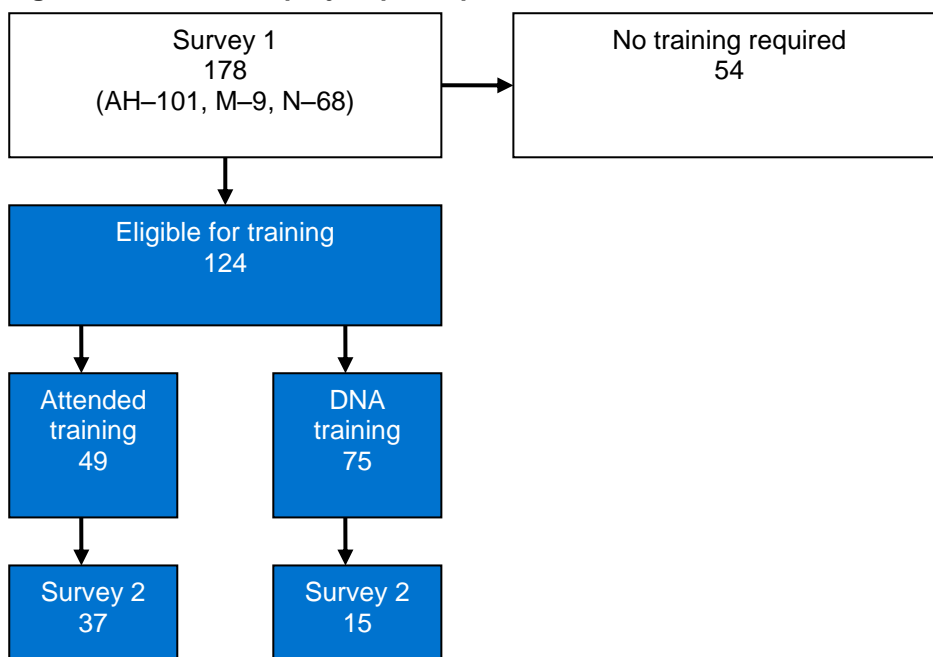 Survey 1
178
(AH–101, M–9, N–68)
No training required
54
Eligible for training
124
Attended
training
49
DNA
training
75
Survey 2
37
Survey 2
15